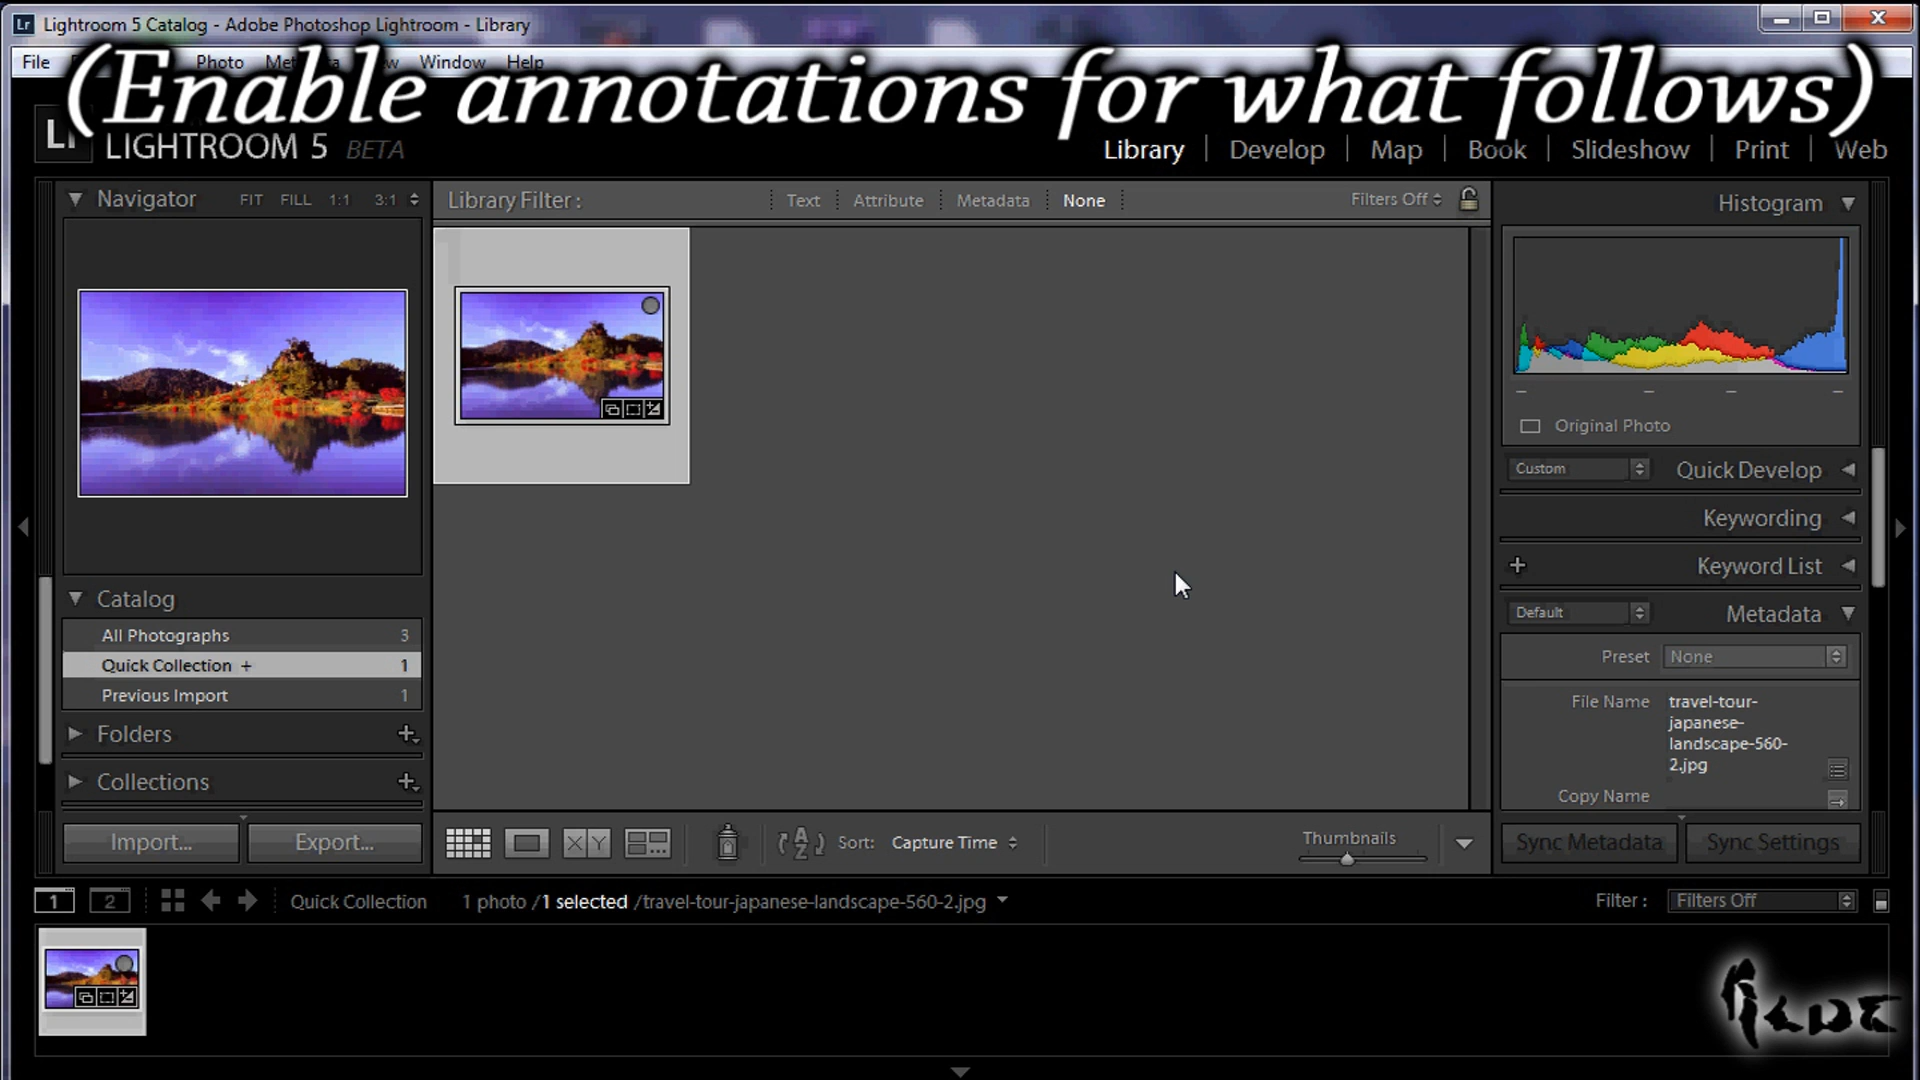 Lightroom 5 Catalog - Adobe Photoshop Lightroom - Library
File Photo Window Help
(Enable annotations for what follows)
Lr LIGHTROOM 5 BETA
Library Develop Map Book Slideshow Print Web
Navigator FIT FILL 1:1 3:1
Library Filter : Text Attribute Metadata None Filters Off
Histogram
Original Photo
Custom Quick Develop
Keywording
Keyword List
Default Metadata
Preset None
File Name travel-tour-
japanese-
landscape-560-
2.jpg
Copy Name
Catalog
All Photographs 3
Quick Collection + 1
Previous Import 1
Folders
Collections
Import... Export...
X Y
A
Z
Sort: Capture Time
Thumbnails
Sync Metadata Sync Settings
1 2 Quick Collection 1 photo /1 selected /travel-tour-japanese-landscape-560-2.jpg
Filter : Filters Off